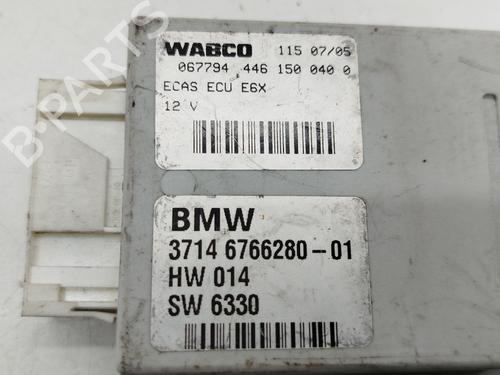 WABCO 115 07/05
067794 446 150 040 0
ECAS ECU E6X
12 V
BMW
3714 6766280-01
HW 014
SW 6330
B-PARTS